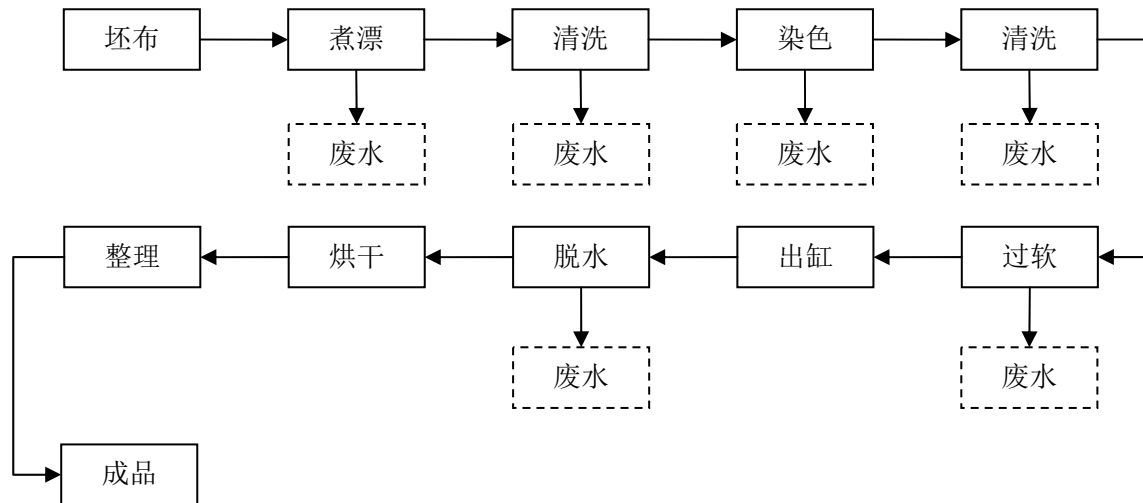 坯布 煮漂 清洗 染色 清洗
废水 废水 废水 废水
整理 烘干 脱水 出缸 过软
废水 废水
成品